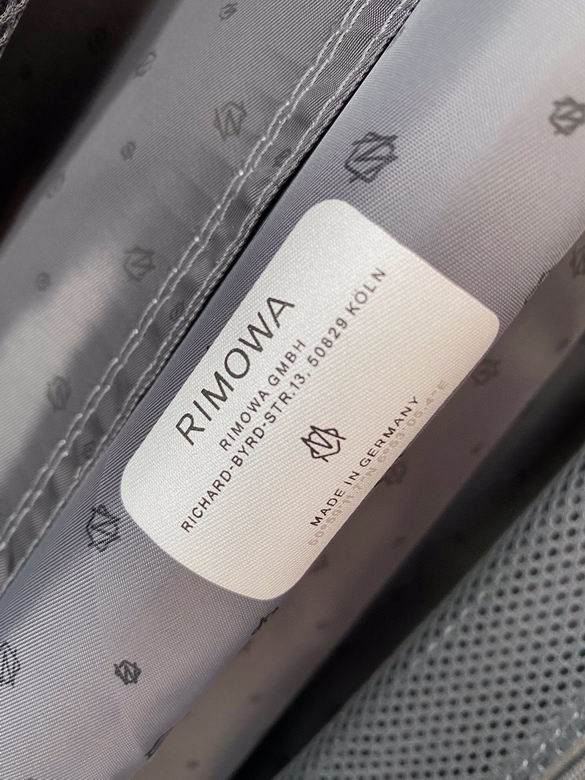 RIMOWA
RIMOWA GMBH
RICHARD-BYRD-STR.13, 50829 KÖLN
MADE IN GERMANY